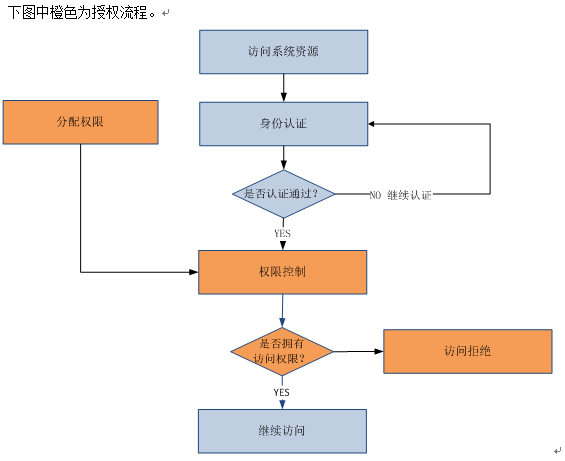 下图中橙色为授权流程。
访问系统资源
分配权限
身份认证
是否认证通过?
NO 继续认证
YES
权限控制
是否拥有
访问权限?
访问拒绝
YES
继续访问